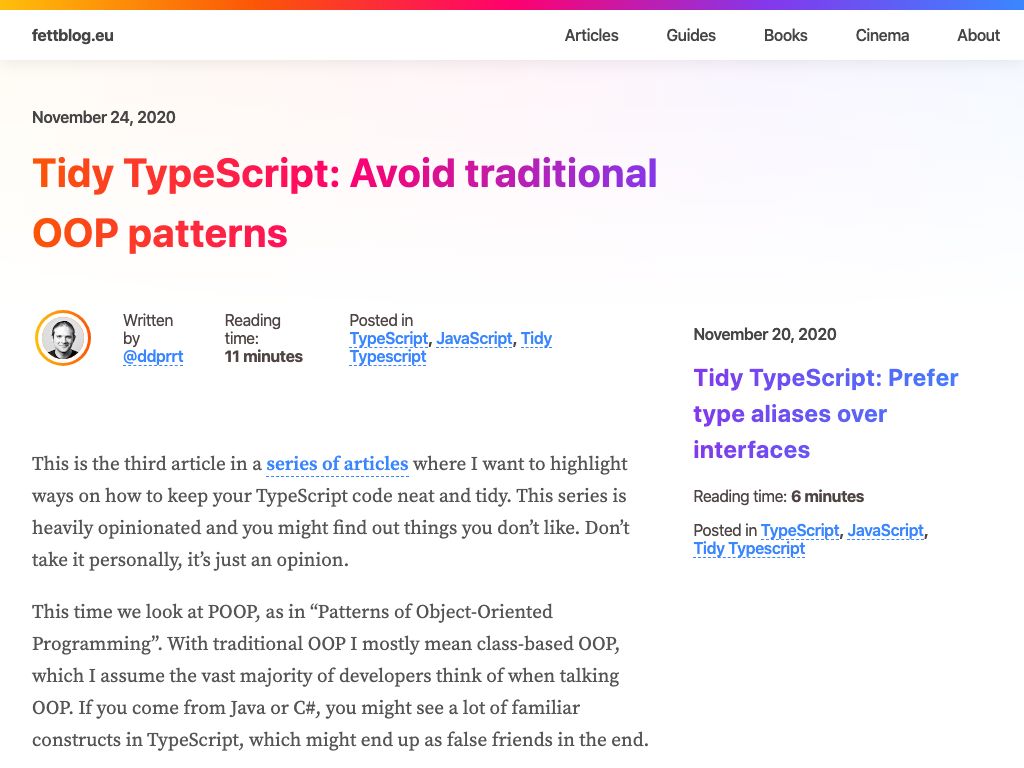 fettblog.eu
Articles
Guides
Books
Cinema
About
November 24, 2020
Tidy TypeScript: Avoid traditional
OOP patterns
Written
by
@ddprrt
Reading
time:
11 minutes
Posted in
TypeScript, JavaScript, Tidy
Typescript
This is the third article in a series of articles where I want to highlight
ways on how to keep your TypeScript code neat and tidy. This series is
heavily opinionated and you might find out things you don’t like. Don’t
take it personally, it’s just an opinion.
This time we look at POOP, as in “Patterns of Object-Oriented
Programming”. With traditional OOP I mostly mean class-based OOP,
which I assume the vast majority of developers think of when talking
OOP. If you come from Java or C#, you might see a lot of familiar
constructs in TypeScript, which might end up as false friends in the end.
November 20, 2020
Tidy TypeScript: Prefer
type aliases over
interfaces
Reading time: 6 minutes
Posted in TypeScript, JavaScript,
Tidy Typescript